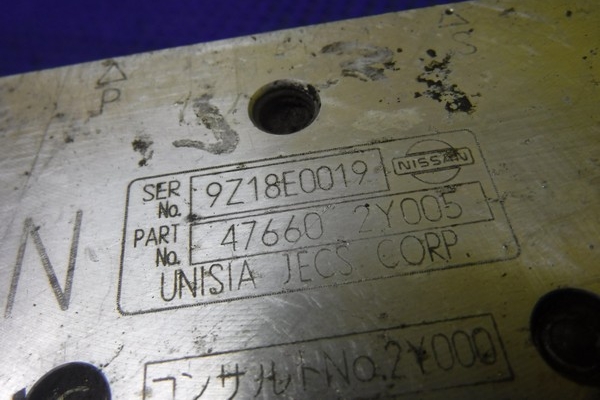 △ △
P S
SER No. 9Z18E0019 NISSAN
PART No. 47660 2Y005
UNISIA JECS CORP.
N
コンサルトNo.2Y000